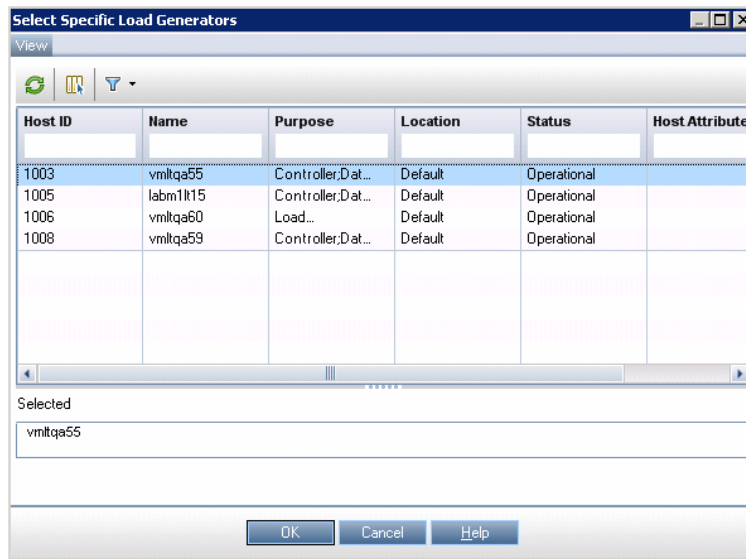 Select Specific Load Generators
View
Host ID Name Purpose Location Status Host Attribute
1003 vmltqa55 Controller;Dat... Default Operational
1005 labm1lt15 Controller;Dat... Default Operational
1006 vmltqa60 Load... Default Operational
1008 vmltqa59 Controller;Dat... Default Operational
Selected
vmltqa55
OK Cancel Help